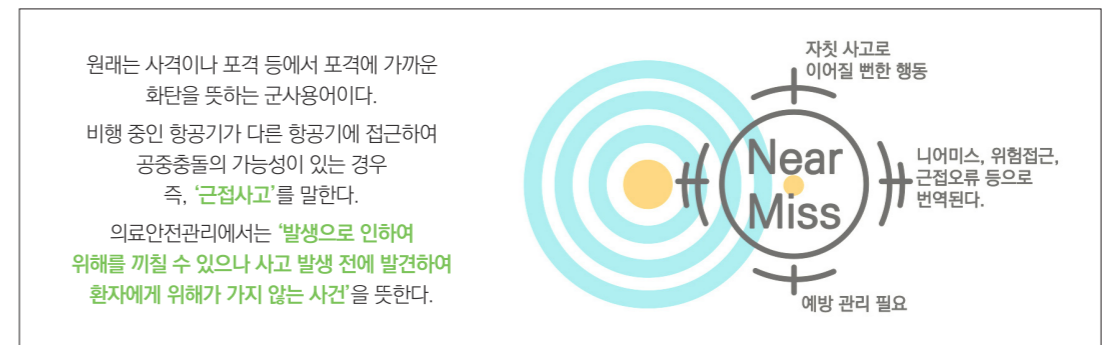 원래는 사격이나 포격 등에서 포격에 가까운
화탄을 뜻하는 군사용어이다.
비행 중인 항공기가 다른 항공기에 접근하여
공중충돌의 가능성이 있는 경우
즉, ‘근접사고’를 말한다.
의료안전관리에서는 ‘발생으로 인하여
위해를 끼칠 수 있으나 사고 발생 전에 발견하여
환자에게 위해가 가지 않는 사건’을 뜻한다.
자칫 사고로
이어질 뻔한 행동
Near
Miss
니어미스, 위험접근,
근접오류 등으로
번역된다.
예방 관리 필요